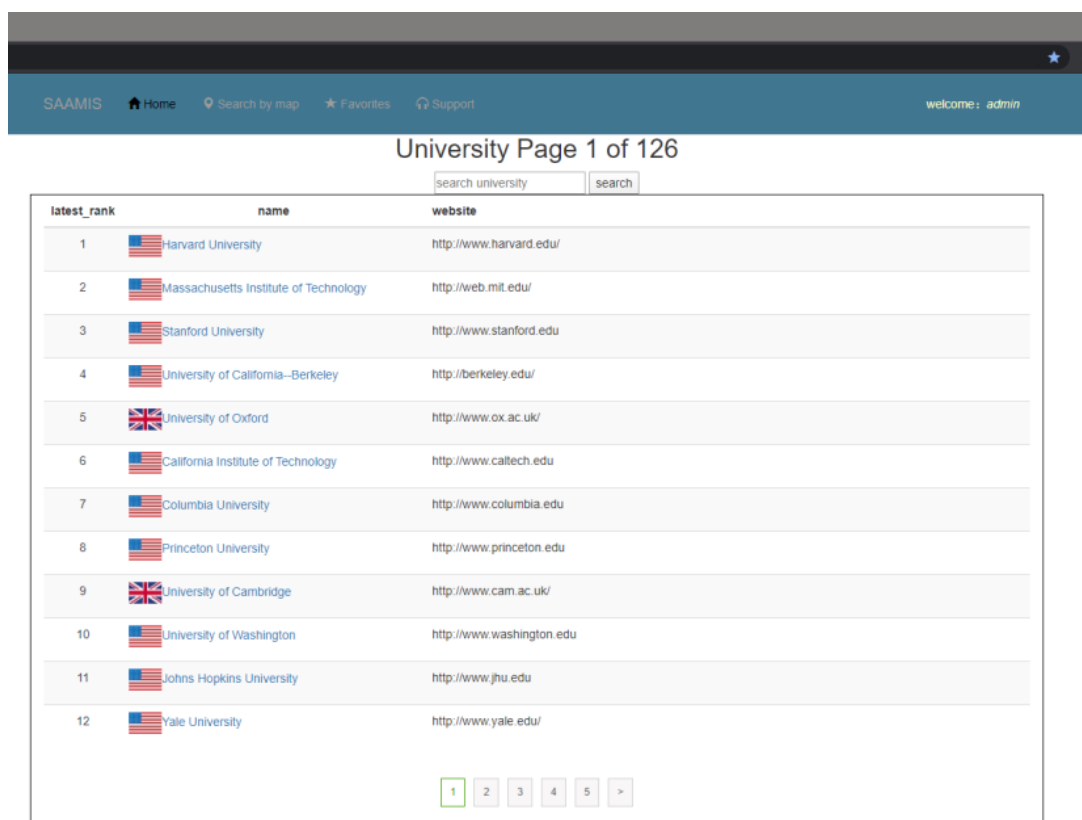 SAAMIS Home Search by map Favorites Support welcome： admin
University Page 1 of 126
search university search
latest_rank name website
1 Harvard University http://www.harvard.edu/
2 Massachusetts Institute of Technology http://web.mit.edu/
3 Stanford University http://www.stanford.edu
4 University of California--Berkeley http://berkeley.edu/
5 University of Oxford http://www.ox.ac.uk/
6 California Institute of Technology http://www.caltech.edu
7 Columbia University http://www.columbia.edu
8 Princeton University http://www.princeton.edu
9 University of Cambridge http://www.cam.ac.uk/
10 University of Washington http://www.washington.edu
11 Johns Hopkins University http://www.jhu.edu
12 Yale University http://www.yale.edu/
1 2 3 4 5 >